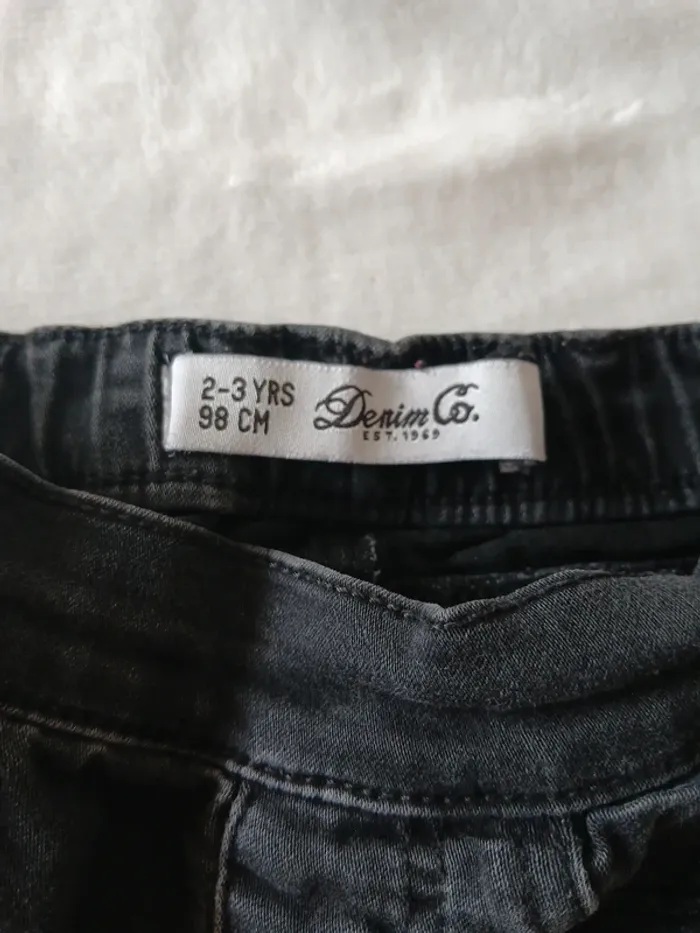 2-3 YRS
98 CM
Denim Co.
EST. 1969